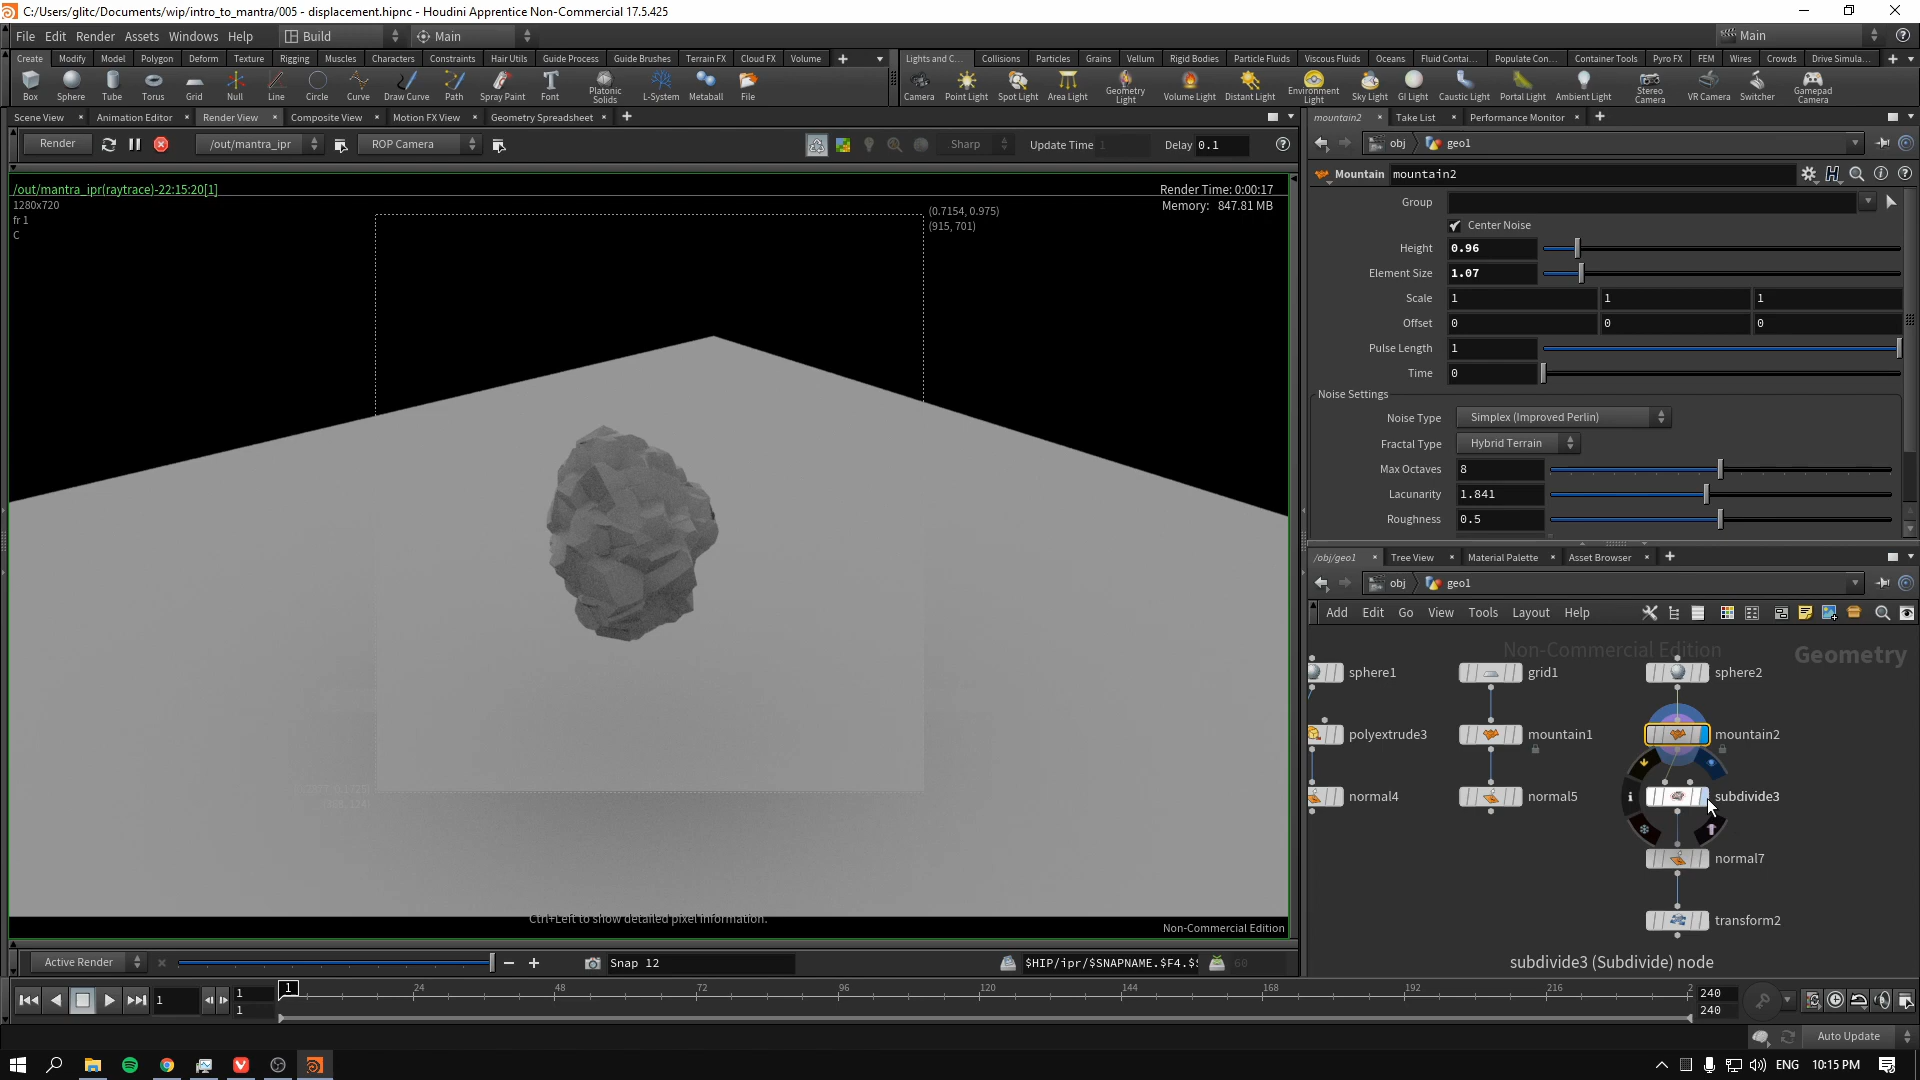 C:/Users/glitc/Documents/wip/intro_to_mantra/005 - displacement.hipnc - Houdini Apprentice Non-Commercial 17.5.425
File Edit Render Assets Windows Help Build Main Main
Create Modify Model Polygon Deform Texture Rigging Muscles Characters Constraints Hair Utils Guide Process Guide Brushes Terrain FX Cloud FX Volume
Lights and C... Collisions Particles Grains Vellum Rigid Bodies Particle Fluids Viscous Fluids Oceans Fluid Contai... Populate Con... Container Tools Pyro FX FEM Wires Crowds Drive Simula...
Box Sphere Tube Torus Grid Null Line Circle Curve Draw Curve Path Spray Paint Font Platonic Solids L-System Metaball File
Camera Point Light Spot Light Area Light Geometry Light Volume Light Distant Light Environment Light Sky Light GI Light Caustic Light Portal Light Ambient Light Stereo Camera VR Camera Switcher Gamepad Camera
Scene View Animation Editor Render View Composite View Motion FX View Geometry Spreadsheet
Render /out/mantra_ipr ROP Camera Sharp Update Time 1 Delay 0.1
/out/mantra_ipr(raytrace)-22:15:20[1]
1280x720
fr 1
C
Render Time: 0:00:17
Memory: 847.81 MB
(0.7154, 0.975)
(915, 701)
Ctrl+Left to show detailed pixel information.
Non-Commercial Edition
Active Render Snap 12 $HIP/ipr/$SNAPNAME.$F4.$ 60
mountain2 Take List Performance Monitor
obj geo1
Mountain mountain2
Group
Center Noise
Height 0.96
Element Size 1.07
Scale 1 1 1
Offset 0 0 0
Pulse Length 1
Time 0
Noise Settings
Noise Type Simplex (Improved Perlin)
Fractal Type Hybrid Terrain
Max Octaves 8
Lacunarity 1.841
Roughness 0.5
/obj/geo1 Tree View Material Palette Asset Browser
obj geo1
Add Edit Go View Tools Layout Help
Non-Commercial Edition
Geometry
sphere1 grid1 sphere2
polyextrude3 mountain1 mountain2
normal4 normal5 subdivide3
normal7
transform2
subdivide3 (Subdivide) node
1 1 1 1 24 48 72 96 120 144 168 192 216 2 240
240
Auto Update
ENG 10:15 PM